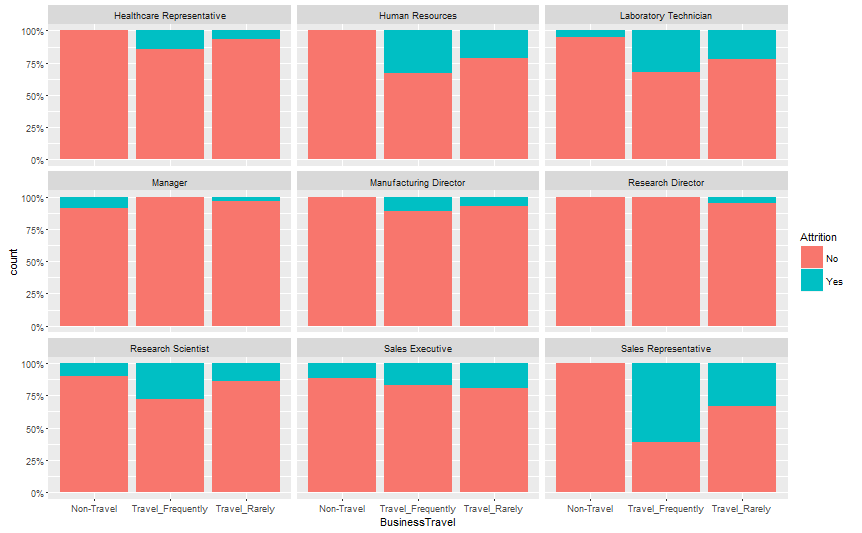 Healthcare Representative
Human Resources
Laboratory Technician
100%
75%
50%
25%
0%
Manager
Manufacturing Director
Research Director
100%
75%
50%
25%
0%
count
Attrition
No
Yes
Research Scientist
Sales Executive
Sales Representative
100%
75%
50%
25%
0%
Non-Travel Travel_Frequently Travel_Rarely
Non-Travel Travel_Frequently Travel_Rarely
Non-Travel Travel_Frequently Travel_Rarely
BusinessTravel